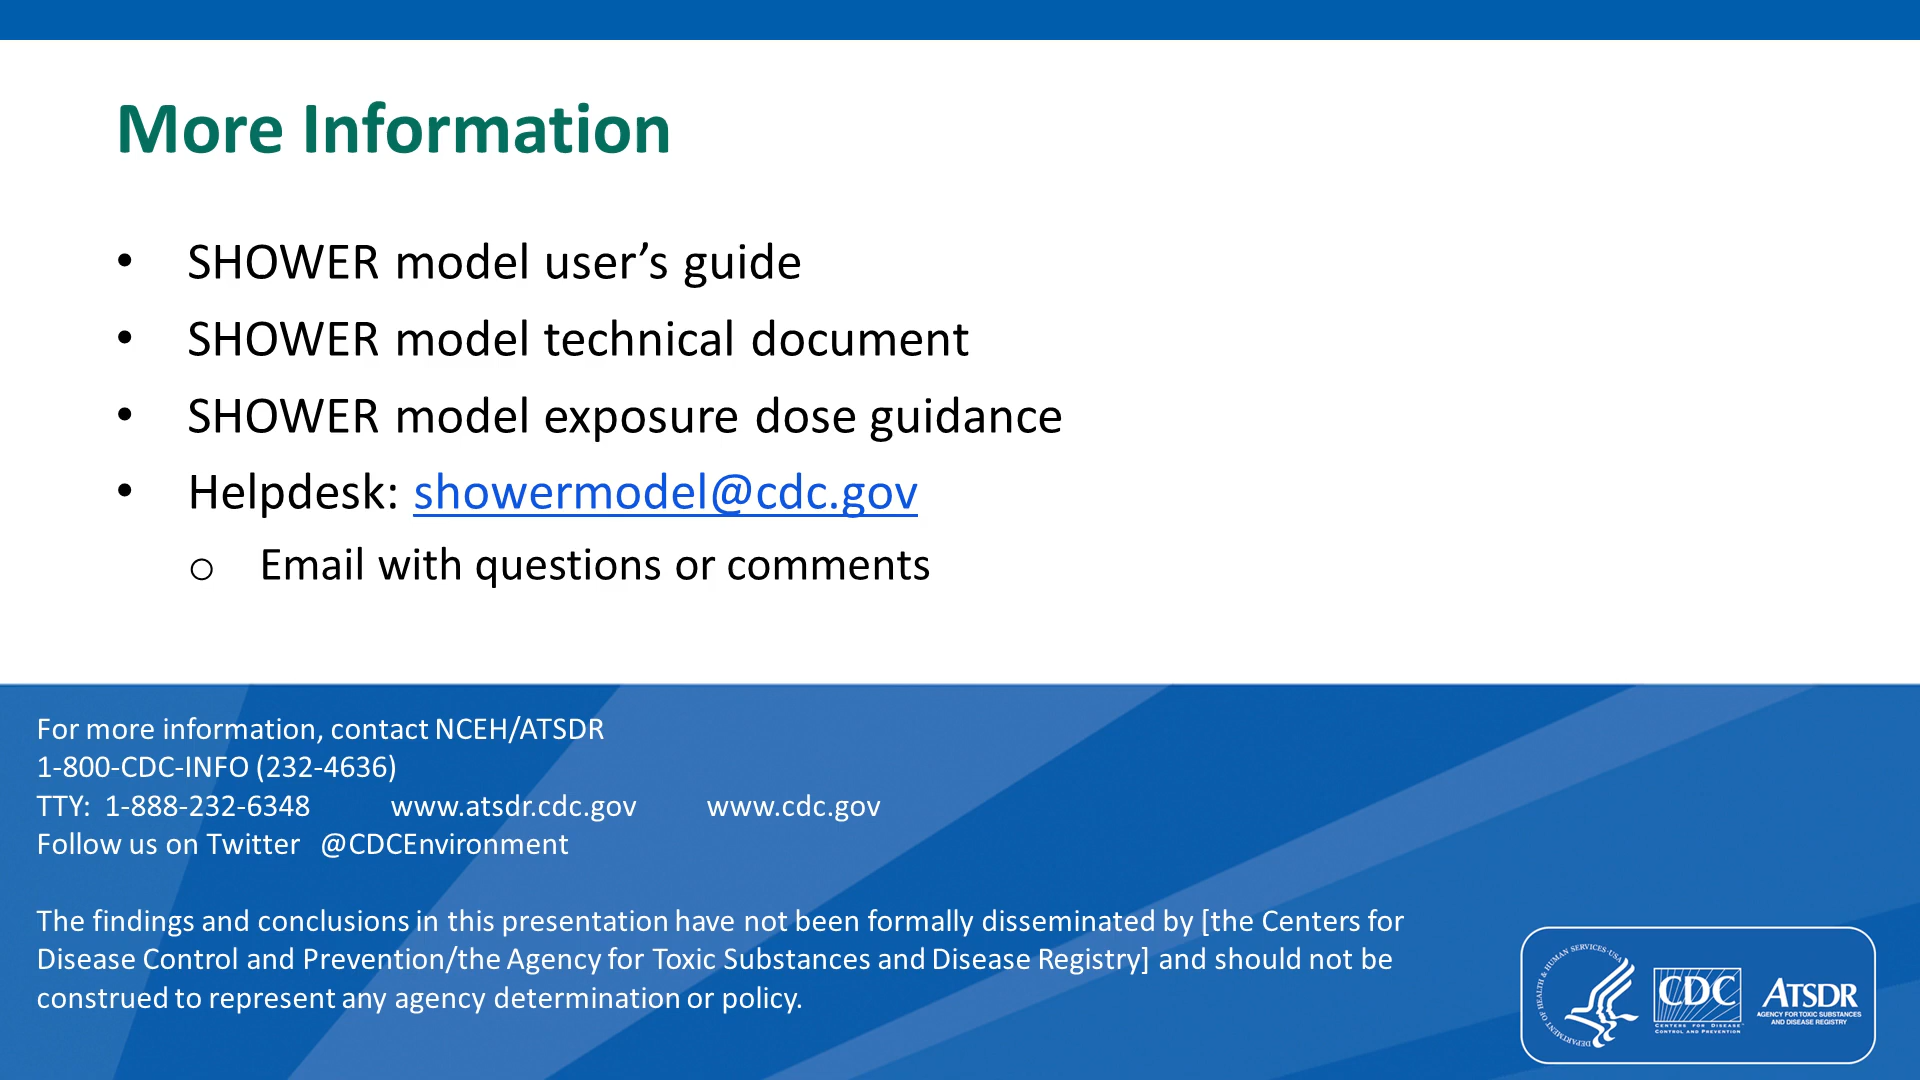 More Information
• SHOWER model user’s guide
• SHOWER model technical document
• SHOWER model exposure dose guidance
• Helpdesk: showermodel@cdc.gov
o Email with questions or comments
For more information, contact NCEH/ATSDR
1-800-CDC-INFO (232-4636)
TTY: 1-888-232-6348 www.atsdr.cdc.gov www.cdc.gov
Follow us on Twitter @CDCEnvironment
The findings and conclusions in this presentation have not been formally disseminated by [the Centers for
Disease Control and Prevention/the Agency for Toxic Substances and Disease Registry] and should not be
construed to represent any agency determination or policy.
DEPARTMENT OF HEALTH & HUMAN SERVICES·USA
CDC
CENTERS FOR DISEASE
CONTROL AND PREVENTION
ATSDR
AGENCY FOR TOXIC SUBSTANCES
AND DISEASE REGISTRY